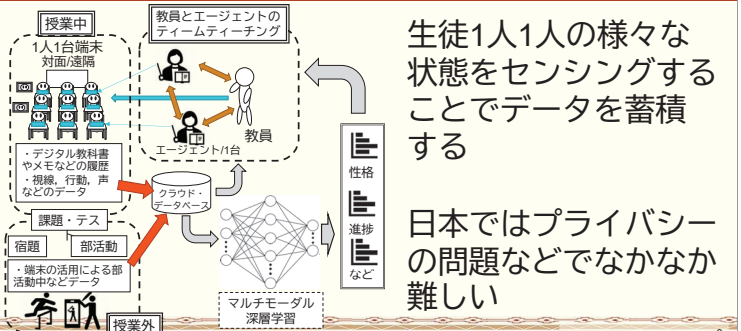 授業中
1人1台端末
対面/遠隔
・デジタル教科書
やメモなどの履歴
・視線，行動，声
などのデータ
教員とエージェントの
ティームティーチング
教員
エージェント/1台
クラウド・
データベース
課題・テス
宿題
部活動
・端末の活用による部
活動中などデータ
授業外
マルチモーダル
深層学習
性格
進捗
など
生徒1人1人の様々な
状態をセンシングする
ことでデータを蓄積
する
日本ではプライバシー
の問題などでなかなか
難しい